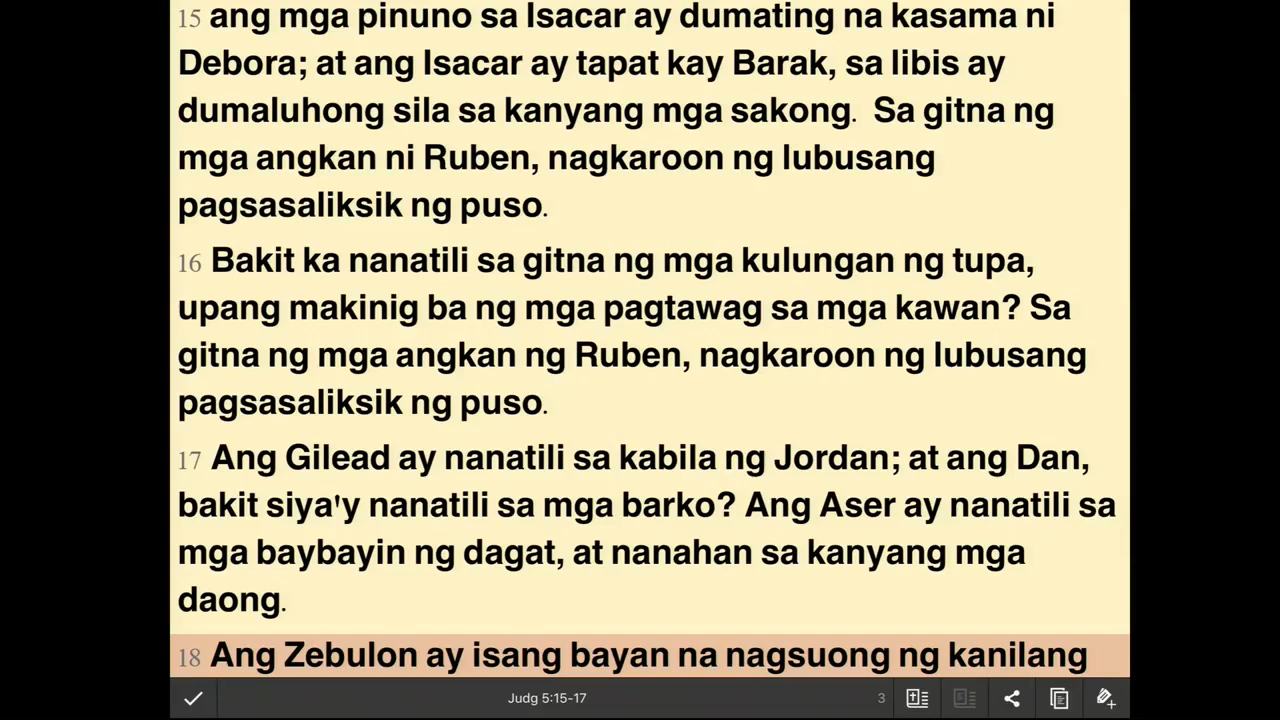 15 ang mga pinuno sa Isacar ay dumating na kasama ni
Debora; at ang Isacar ay tapat kay Barak, sa libis ay
dumaluhong sila sa kanyang mga sakong. Sa gitna ng
mga angkan ni Ruben, nagkaroon ng lubusang
pagsasaliksik ng puso.
16 Bakit ka nanatili sa gitna ng mga kulungan ng tupa,
upang makinig ba ng mga pagtawag sa mga kawan? Sa
gitna ng mga angkan ng Ruben, nagkaroon ng lubusang
pagsasaliksik ng puso.
17 Ang Gilead ay nanatili sa kabila ng Jordan; at ang Dan,
bakit siya'y nanatili sa mga barko? Ang Aser ay nanatili sa
mga baybayin ng dagat, at nanahan sa kanyang mga
daong.
18 Ang Zebulon ay isang bayan na nagsuong ng kanilang
Judg 5:15-17 3